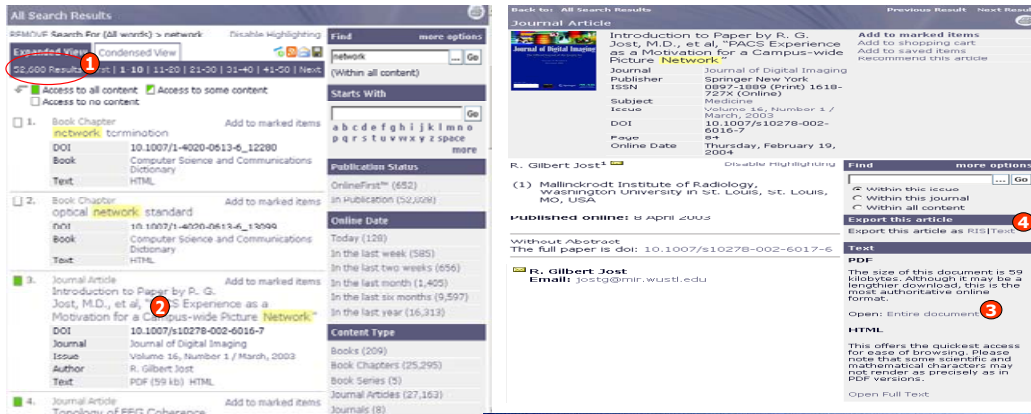 All Search Results
REMOVE Search For (All words) > network Disable Highlighting
Expanded View Condensed View
1
52,600 Results First | 1-10 | 11-20 | 21-30 | 31-40 | 41-50 | Next
Access to all content Access to some content
Access to no content
1. Book Chapter Add to marked items
network termination
DOI 10.1007/1-4020-0613-6_12280
Book Computer Science and Communications
Dictionary
Text HTML
2. Book Chapter Add to marked items
optical network standard
DOI 10.1007/1-4020-0613-6_13099
Book Computer Science and Communications
Dictionary
Text HTML
3. Journal Article Add to marked items
Introduction to Paper by R. G.
Jost, M.D., et al, "PACS Experience as a
2
Motivation for a Campus-wide Picture Network"
DOI 10.1007/s10278-002-6016-7
Journal Journal of Digital Imaging
Issue Volume 16, Number 1 / March, 2003
Author R. Gilbert Jost
Text PDF (59 kb) HTML
4. Journal Article Add to marked items
Topology of EEG Coherence
Find more options
network ... Go
(Within all content)
Starts With
Go
a b c d e f g h i j k l m n o
p q r s t u v w x y z space
more
Publication Status
OnlineFirst™ (652)
In Publication (52,028)
Online Date
Today (128)
In the last week (585)
In the last two weeks (656)
In the last month (1,405)
In the last six months (9,597)
In the last year (16,313)
Content Type
Books (209)
Book Chapters (25,295)
Book Series (5)
Journal Articles (27,163)
Journals (8)
Back to: All Search Results Previous Result Next Resul
Journal Article
Journal of Digital Imaging
Introduction to Paper by R. G.
Jost, M.D., et al, "PACS Experience
as a Motivation for a Campus-wide
Picture Network"
Journal Journal of Digital Imaging
Publisher Springer New York
ISSN 0897-1889 (Print) 1618-
727X (Online)
Subject Medicine
Issue Volume 16, Number 1 /
March, 2003
DOI 10.1007/s10278-002-
6016-7
Page 84
Online Date Thursday, February 19,
2004
Add to marked items
Add to shopping cart
Add to saved items
Recommend this article
R. Gilbert Jost1 Disable Highlighting
(1) Mallinckrodt Institute of Radiology,
Washington University in St. Louis, St. Louis,
MO, USA
Published online: 8 April 2003
Without Abstract
The full paper is doi: 10.1007/s10278-002-6017-6
R. Gilbert Jost
Email: jostg@mir.wustl.edu
Find more options
... Go
Within this issue
Within this journal
Within all content
4
Export this article
Export this article as RIS|Text
Text
PDF
The size of this document is 59
kilobytes. Although it may be a
lengthier download, this is the
most authoritative online
format.
Open: Entire document
3
HTML
This offers the quickest access
for ease of browsing. Please
note that some scientific and
mathematical characters may
not render as precisely as in
PDF versions.
Open Full Text